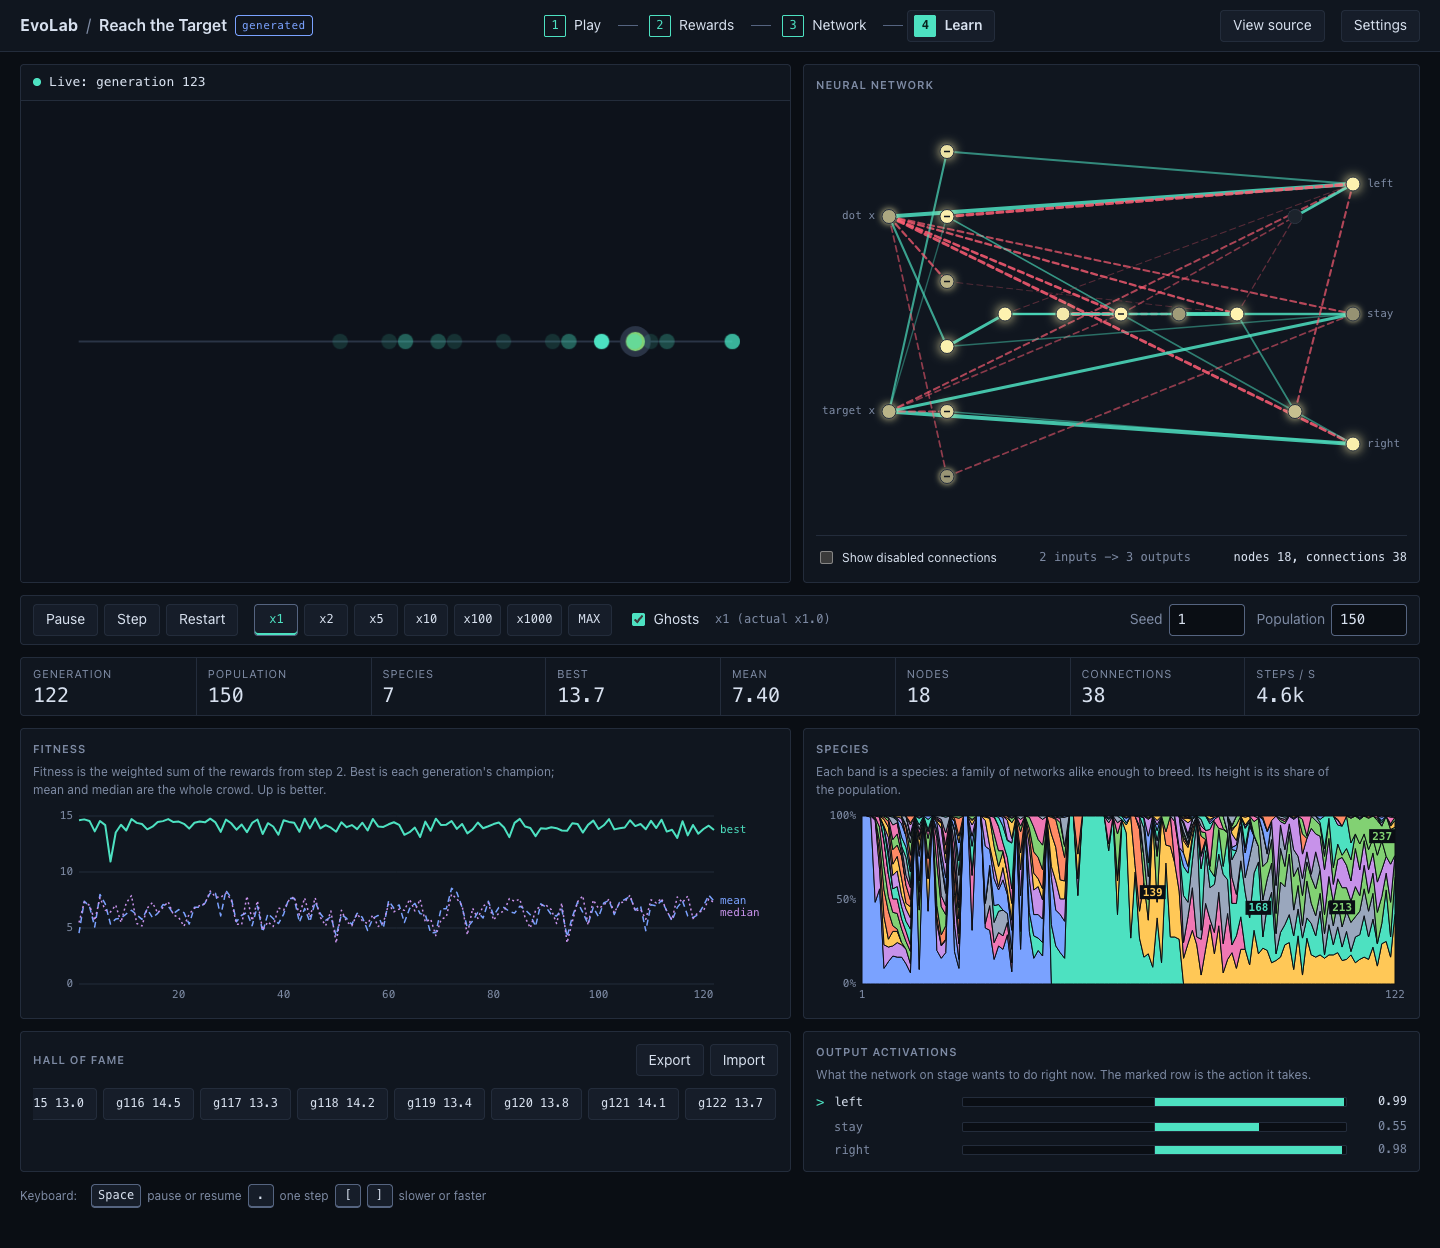 EvoLab / Reach the Target generated
1 Play 2 Rewards 3 Network 4 Learn
View source Settings
Live: generation 123
NEURAL NETWORK
left
dot x
stay
target x
right
Show disabled connections 2 inputs -> 3 outputs nodes 18, connections 38
Pause Step Restart x1 x2 x5 x10 x100 x1000 MAX Ghosts x1 (actual x1.0) Seed 1 Population 150
GENERATION POPULATION SPECIES BEST MEAN NODES CONNECTIONS STEPS / S
122 150 7 13.7 7.40 18 38 4.6k
FITNESS
Fitness is the weighted sum of the rewards from step 2. Best is each generation's champion;
mean and median are the whole crowd. Up is better.
15
best
10
mean
median
5
0
20 40 60 80 100 120
SPECIES
Each band is a species: a family of networks alike enough to breed. Its height is its share of
the population.
100%
237
139
50%
168 213
0%
1 122
HALL OF FAME Export Import
15 13.0 g116 14.5 g117 13.3 g118 14.2 g119 13.4 g120 13.8 g121 14.1 g122 13.7
OUTPUT ACTIVATIONS
What the network on stage wants to do right now. The marked row is the action it takes.
> left 0.99
stay 0.55
right 0.98
Keyboard: Space pause or resume . one step [ ] slower or faster